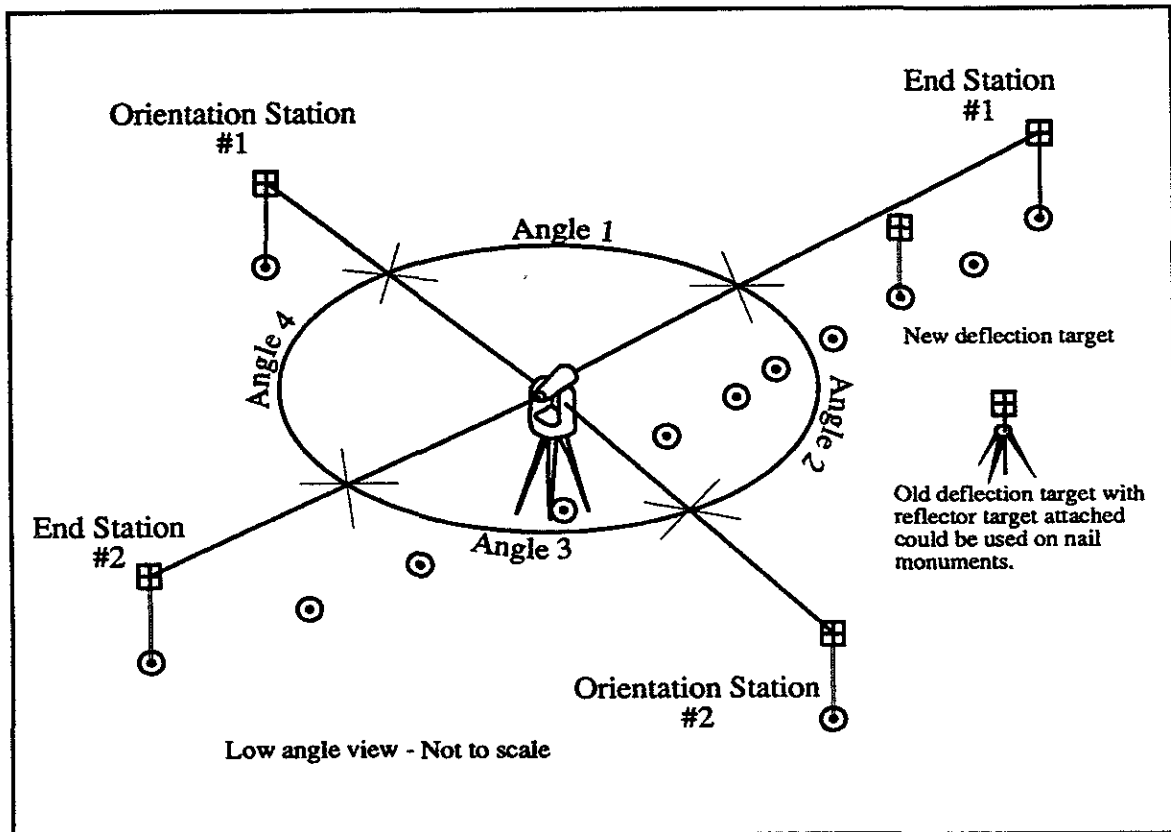 End Station
#1
Orientation Station
#1
Angle 1
Angle 4
New deflection target
Angle 2
Old deflection target with
reflector target attached
could be used on nail
monuments.
End Station
#2
Angle 3
Orientation Station
#2
Low angle view - Not to scale